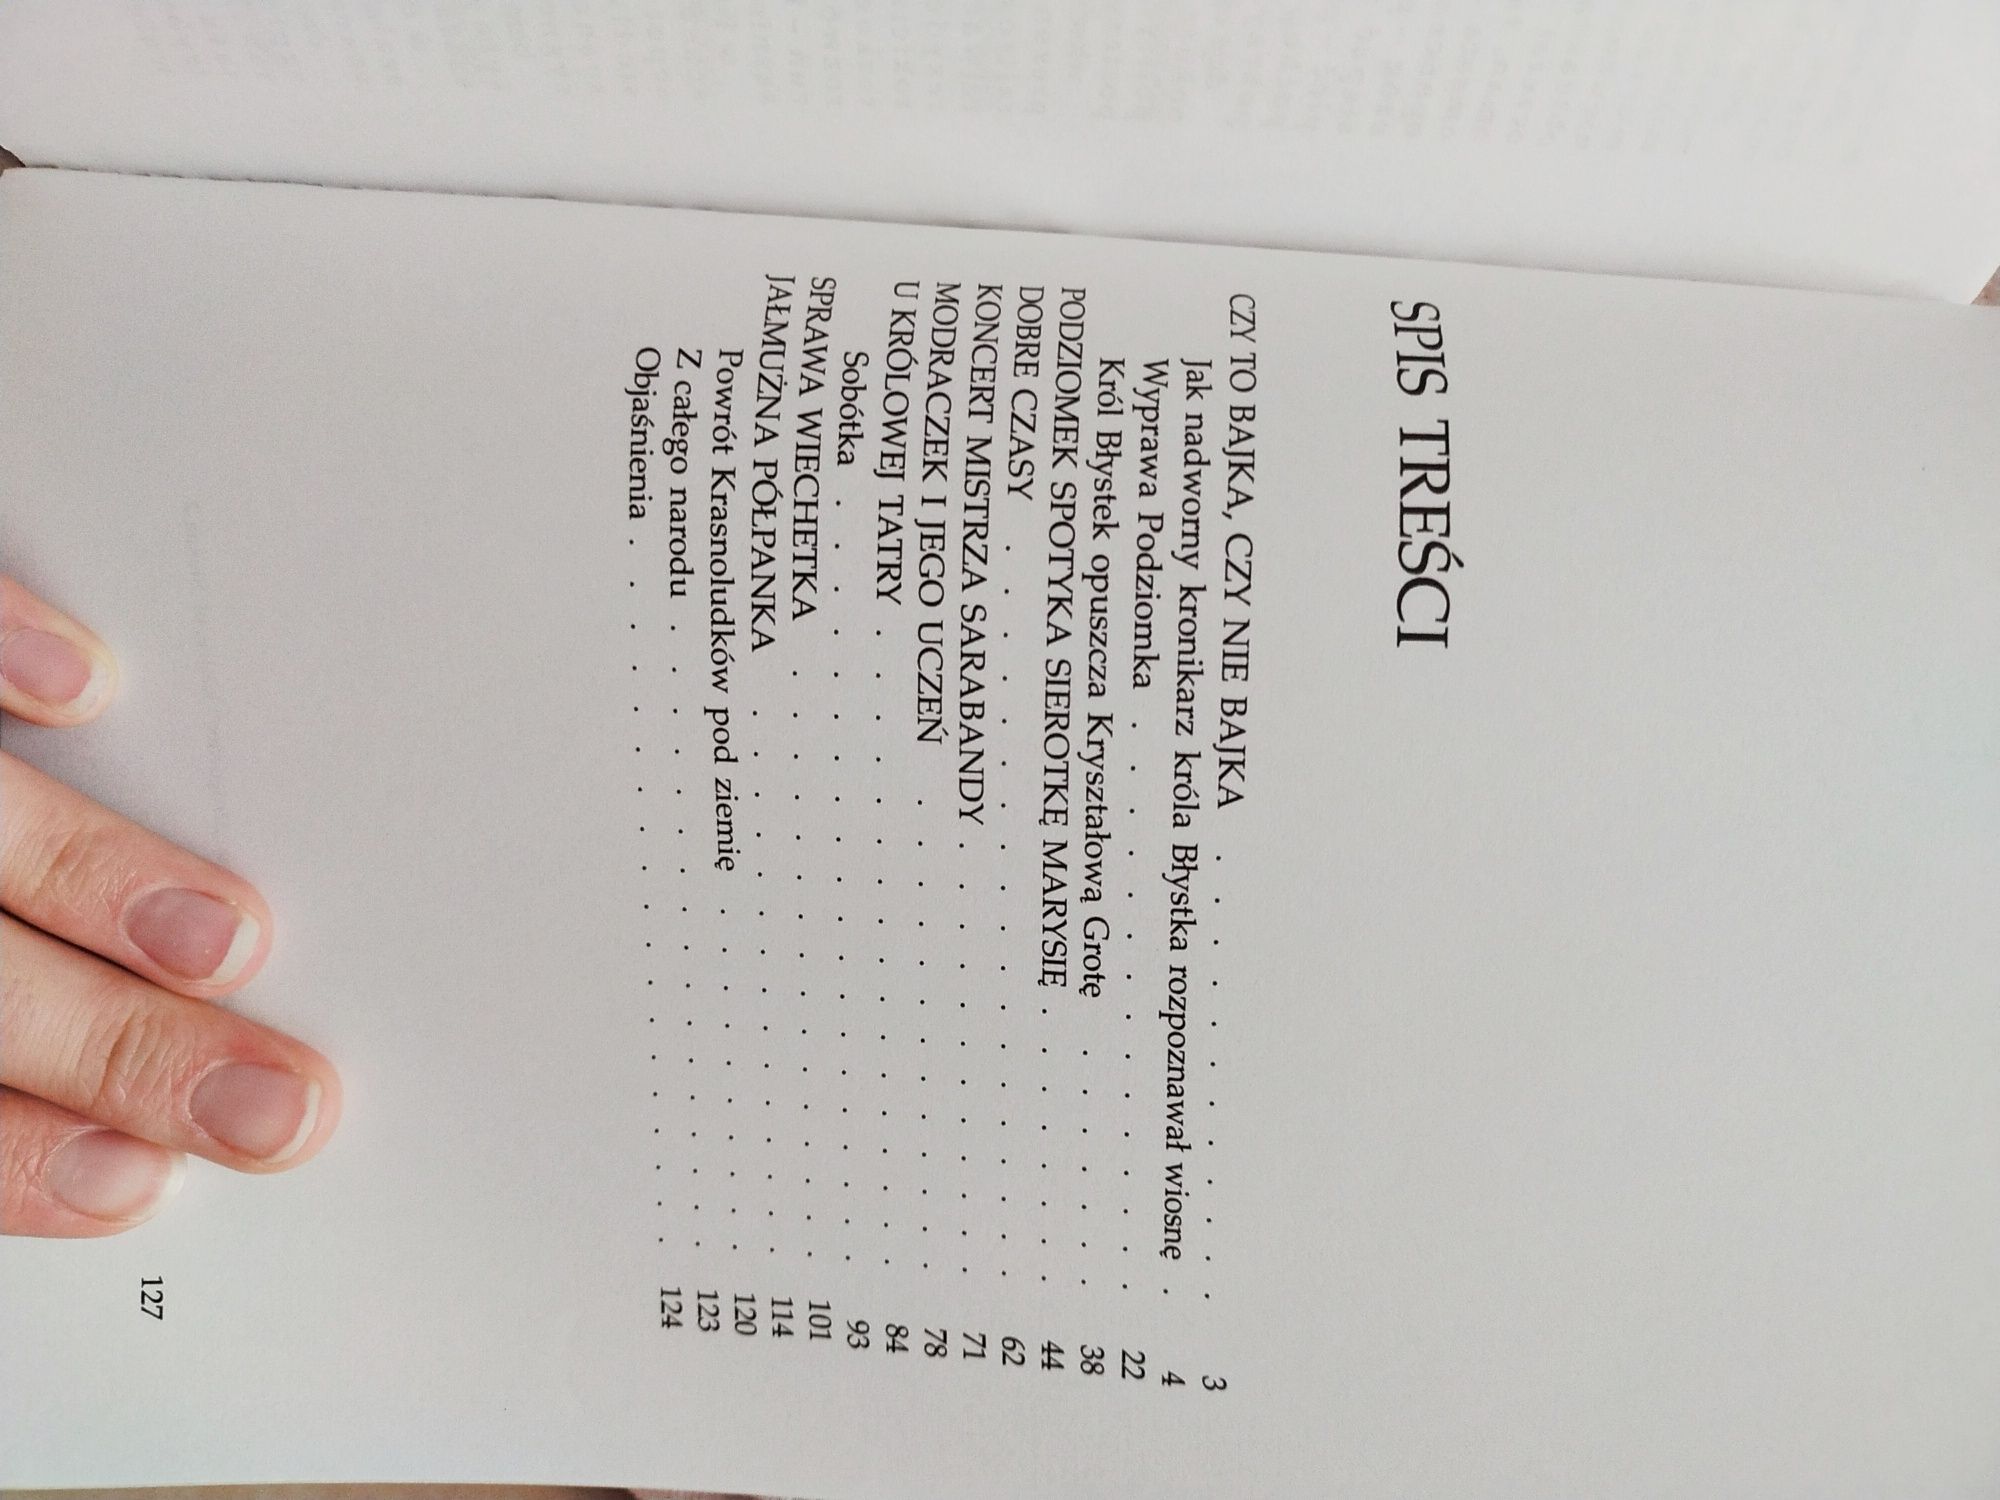 SPIS TREŚCI
CZY TO BAJKA, CZY NIE BAJKA . . . . . . . . . . . . 3
Jak nadworny kronikarz króla Błystka rozpoznawał wiosnę . 4
Wyprawa Podziomka . . . . . . . . . . . . . . . 22
Król Błystek opuszcza Kryształową Grotę . . . . . . . 38
PODZIOMEK SPOTYKA SIEROTKĘ MARYSIĘ . . . . . . . . 44
DOBRE CZASY . . . . . . . . . . . . . . . . . . . 62
KONCERT MISTRZA SARABANDY . . . . . . . . . . . . 71
MODRACZEK I JEGO UCZEŃ . . . . . . . . . . . . . 78
U KRÓLOWEJ TATRY . . . . . . . . . . . . . . . . . 84
Sobótka . . . . . . . . . . . . . . . . . . . . 93
SPRAWA WIECHETKA . . . . . . . . . . . . . . . . 101
JAŁMUŻNA PÓŁPANKA . . . . . . . . . . . . . . . 114
Powrót Krasnoludków pod ziemię . . . . . . . . . . 120
Z całego narodu . . . . . . . . . . . . . . . . . 123
Objaśnienia . . . . . . . . . . . . . . . . . . . 124
127